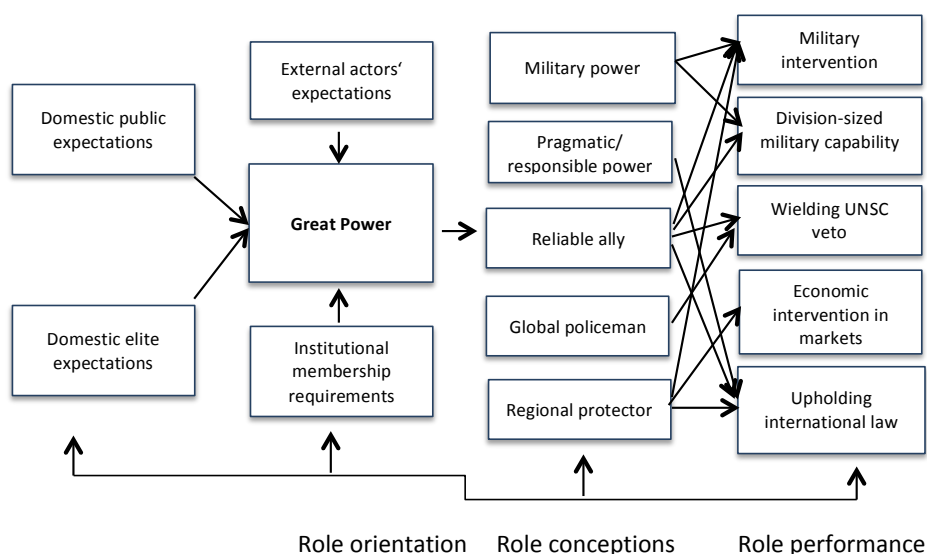 Domestic public
expectations
Domestic elite
expectations
External actors‘
expectations
Great Power
Institutional
membership
requirements
Military power
Pragmatic/
responsible power
Reliable ally
Global policeman
Regional protector
Military
intervention
Division-sized
military capability
Wielding UNSC
veto
Economic
intervention in
markets
Upholding
international law
Role orientation
Role conceptions
Role performance